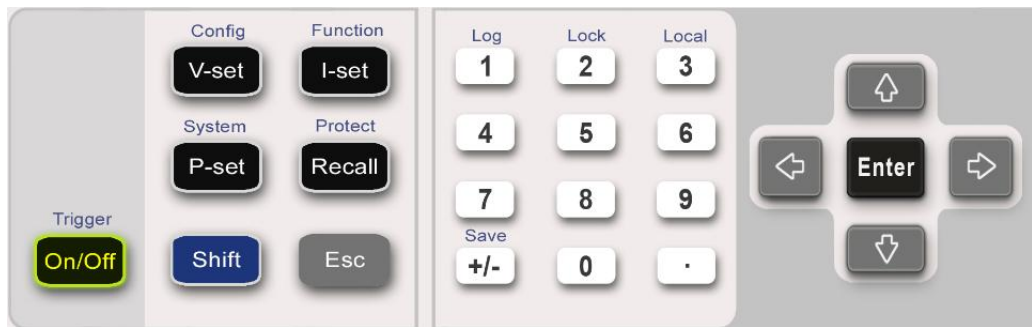 Config Function
V-set I-set
System Protect
P-set Recall
Trigger
On/Off Shift Esc
Log Lock Local
1 2 3
4 5 6
7 8 9
Save
+/- 0 .
Enter